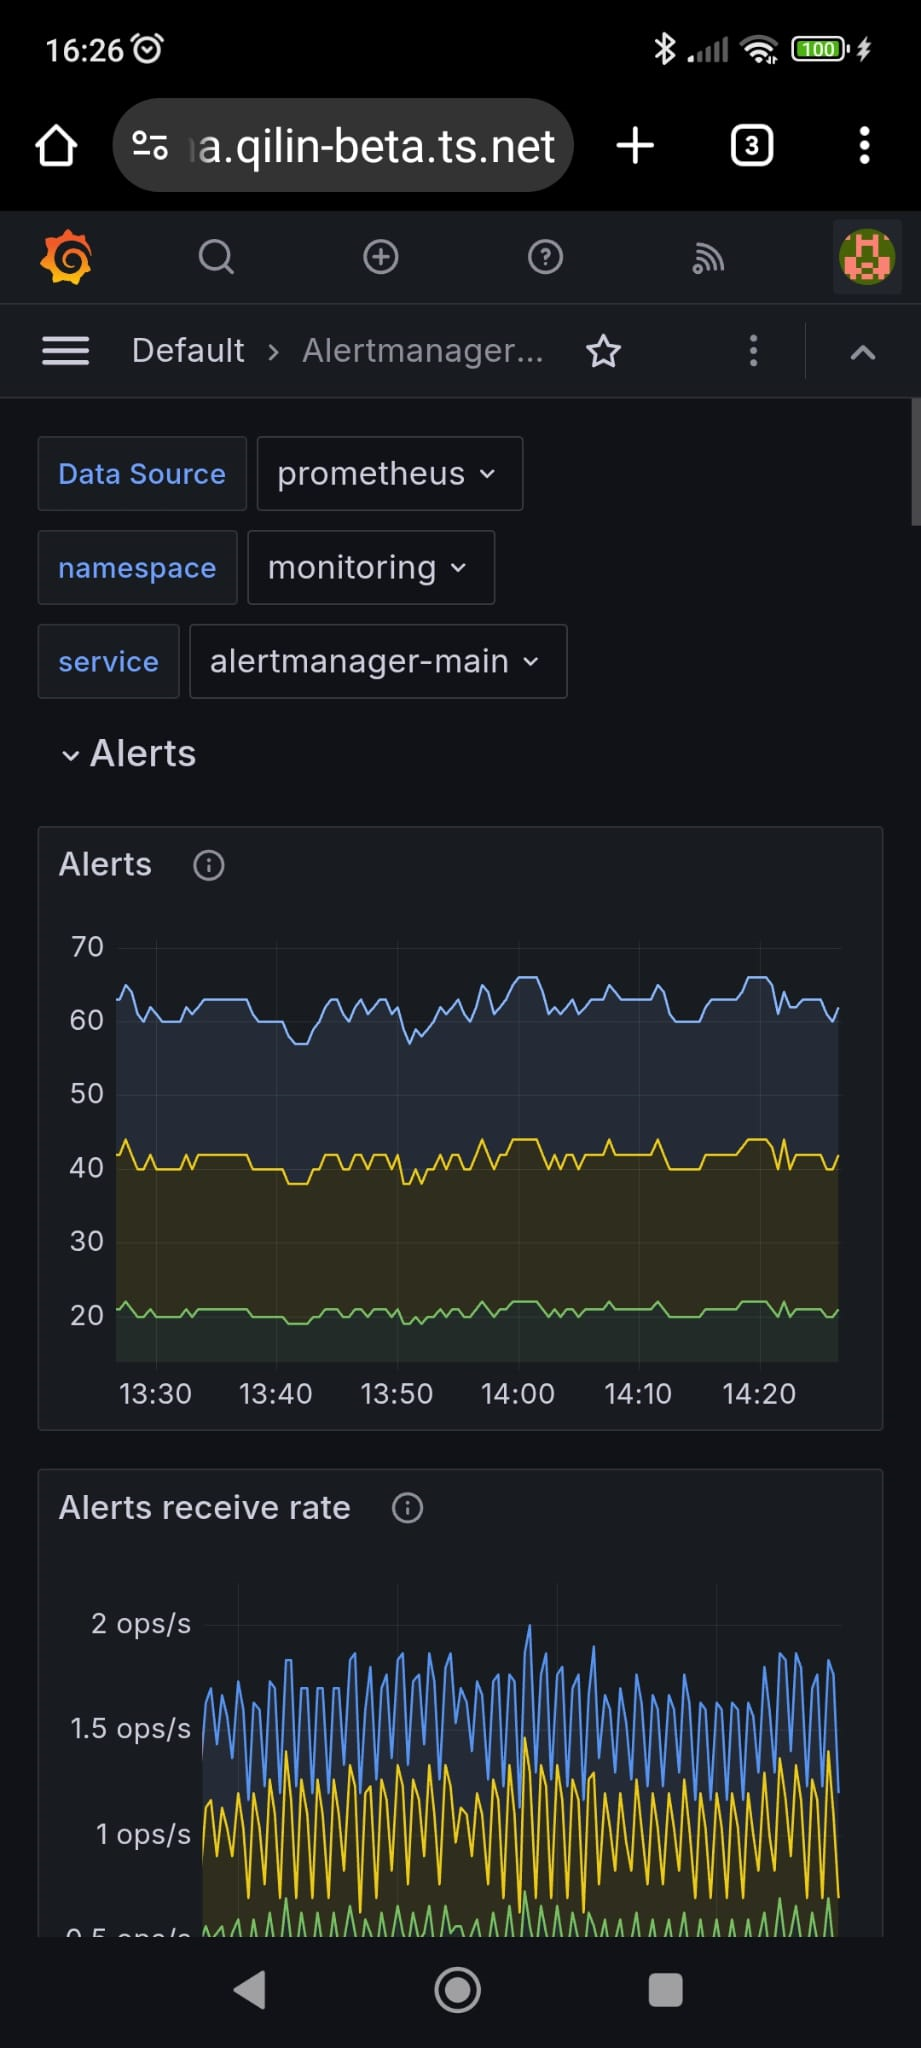 16:26
100
a.qilin-beta.ts.net
3
Default › Alertmanager...
Data Source prometheus
namespace monitoring
service alertmanager-main
Alerts
Alerts
70
60
50
40
30
20
13:30 13:40 13:50 14:00 14:10 14:20
Alerts receive rate
2 ops/s
1.5 ops/s
1 ops/s